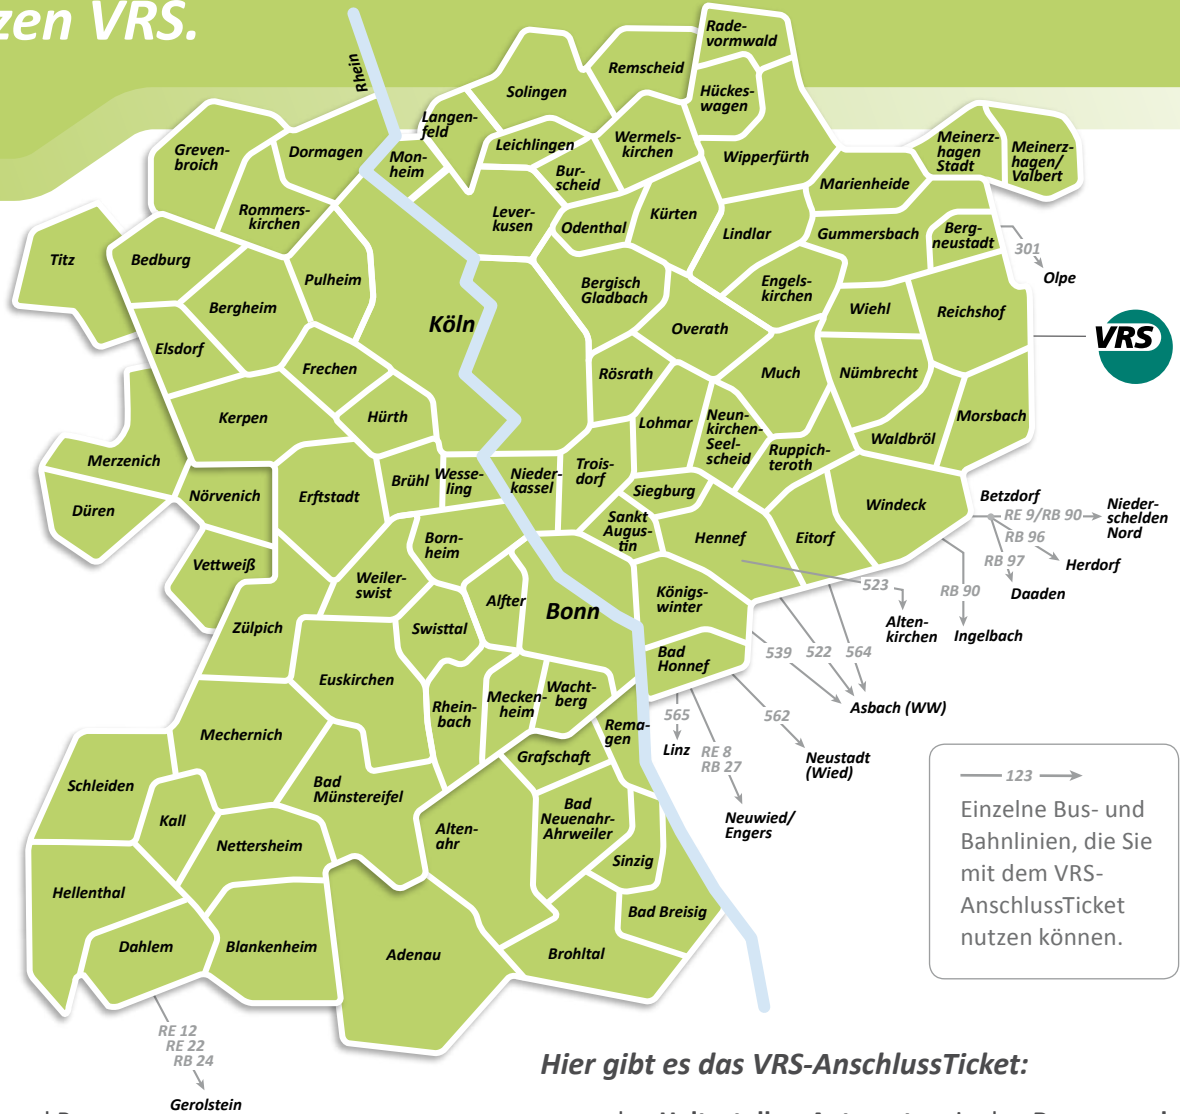 zen VRS.
Rhein
Rade-
vormwald
Remscheid
Hückes-
wagen
Solingen
Langen-
feld
Leichlingen
Wermels-
kirchen
Wipperfürth
Meinerz-
hagen
Stadt
Meinerz-
hagen/
Valbert
Greven-
broich
Dormagen
Mon-
heim
Bur-
scheid
Marienheide
Rommers-
kirchen
Lever-
kusen
Odenthal
Kürten
Lindlar
Gummersbach
Berg-
neustadt
301
Olpe
Titz
Bedburg
Pulheim
Bergisch
Gladbach
Engels-
kirchen
Bergheim
Wiehl
Reichshof
Köln
Overath
VRS
Elsdorf
Frechen
Rösrath
Much
Nümbrecht
Kerpen
Hürth
Lohmar
Neun-
kirchen-
Seel-
scheid
Morsbach
Waldbröl
Ruppich-
teroth
Merzenich
Düren
Nörvenich
Erftstadt
Brühl
Wesse-
ling
Nieder-
kassel
Trois-
dorf
Siegburg
Windeck
Betzdorf
RE 9/RB 90
Nieder-
schelden
Nord
RB 96
Herdorf
RB 97
Daaden
RB 90
Ingelbach
Sankt
Augus-
tin
Hennef
Eitorf
523
Alten-
kirchen
Vettweiß
Born-
heim
Weiler-
swist
Alfter
Bonn
Königs-
winter
Zülpich
Swisttal
539
522
564
Asbach (WW)
Bad
Honnef
Euskirchen
Rhein-
bach
Mecken-
heim
Wacht-
berg
565
Linz
562
Neustadt
(Wied)
RE 8
RB 27
Neuwied/
Engers
Mechernich
Rema-
gen
Grafschaft
Schleiden
Bad
Münstereifel
Kall
Alten-
ahr
Bad
Neuenahr-
Ahrweiler
Nettersheim
Sinzig
Hellenthal
Bad Breisig
Dahlem
Blankenheim
Adenau
Brohltal
123
Einzelne Bus- und
Bahnlinien, die Sie
mit dem VRS-
AnschlussTicket
nutzen können.
RE 12
RE 22
RB 24
Gerolstein
Hier gibt es das VRS-AnschlussTicket: